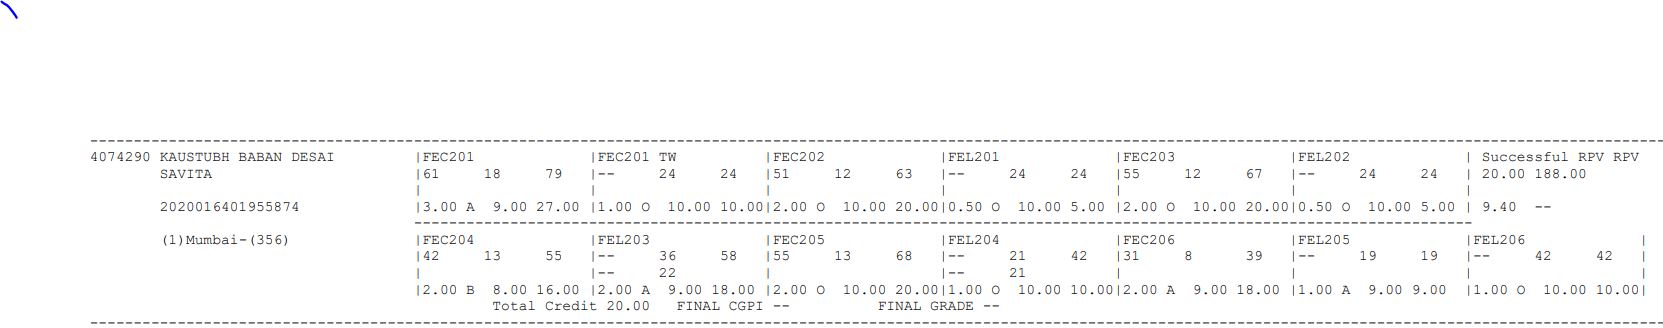 4074290 KAUSTUBH BABAN DESAI |FEC201 |FEC201 TW |FEC202 |FEL201 |FEC203 |FEL202 | Successful RPV RPV
SAVITA |61 18 79 |-- 24 24 |51 12 63 |-- 24 24 |55 12 67 |-- 24 24 | 20.00 188.00
2020016401955874 |3.00 A 9.00 27.00 |1.00 O 10.00 10.00|2.00 O 10.00 20.00|0.50 O 10.00 5.00 |2.00 O 10.00 20.00|0.50 O 10.00 5.00 | 9.40 --
(1)Mumbai-(356) |FEC204 |FEL203 |FEC205 |FEL204 |FEC206 |FEL205 |FEL206 |
|42 13 55 |-- 36 58 |55 13 68 |-- 21 42 |31 8 39 |-- 19 19 |-- 42 42 |
| |-- 22 | |-- 21 | | | |
|2.00 B 8.00 16.00 |2.00 A 9.00 18.00 |2.00 O 10.00 20.00|1.00 O 10.00 10.00|2.00 A 9.00 18.00 |1.00 A 9.00 9.00 |1.00 O 10.00 10.00|
Total Credit 20.00 FINAL CGPI -- FINAL GRADE --